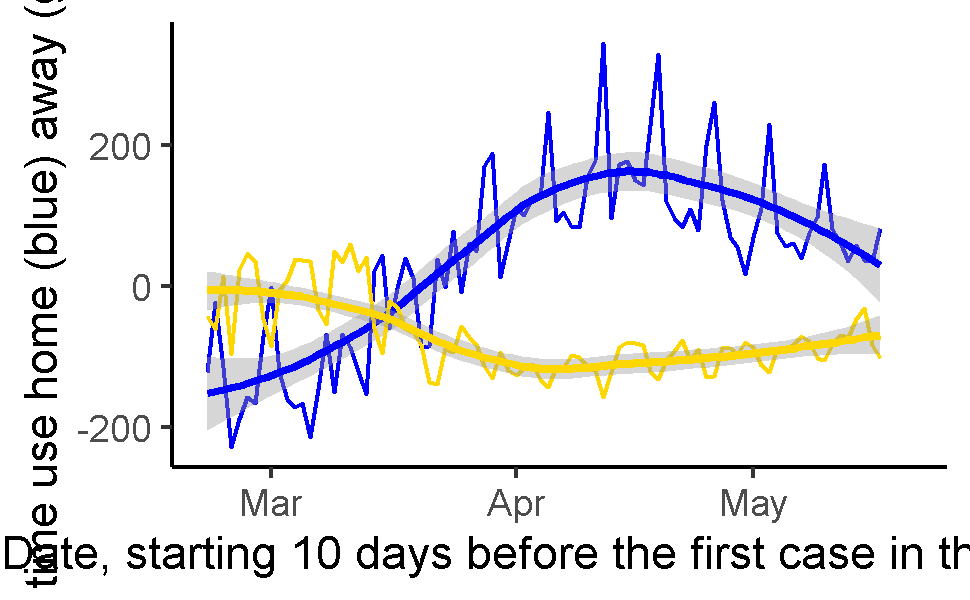 time use home (blue) away (
200
0
-200
Mar Apr May
Date, starting 10 days before the first case in th